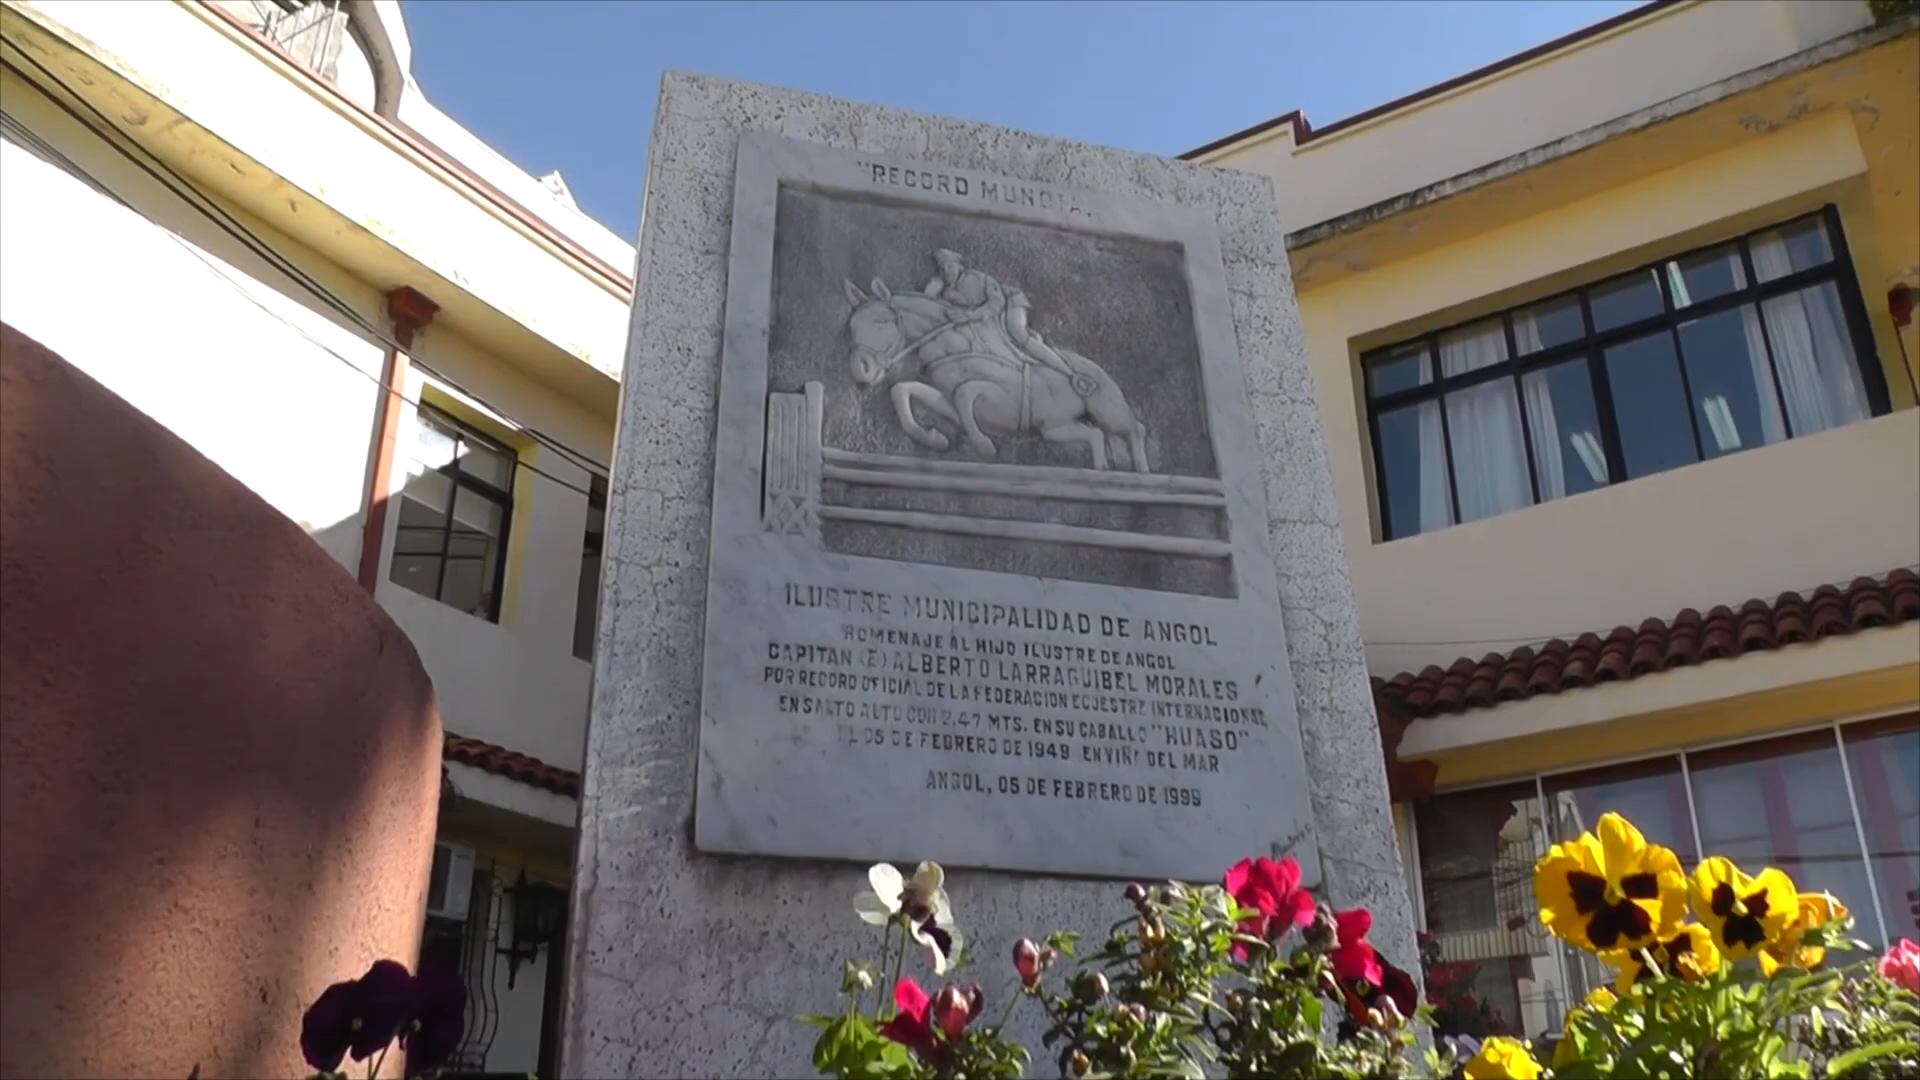 "RECORD MUNDIAL
ILUSTRE MUNICIPALIDAD DE ANGOL
HOMENAJE AL HIJO ILUSTRE DE ANGOL
CAPITAN (E) ALBERTO LARRAGUIBEL MORALES
POR RECORD OFICIAL DE LA FEDERACION ECUESTRE INTERNACIONAL
EN SALTO ALTO CON 2,47 MTS. EN SU CABALLO "HUASO"
EL 05 DE FEBRERO DE 1949 EN VIÑA DEL MAR
ANGOL, 05 DE FEBRERO DE 1999